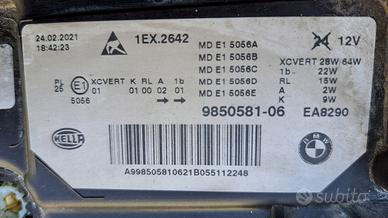 24.02.2021
18:42:23
1EX.2642
24 12V
MD E1 5056A
MD E1 5056B
MD E1 5056C
MD E1 5056D
MD E1 5056E
XCVERT 28W/64W
1b - 22W
RL - 15W
A - 2W
K - 9W
PL 25 E1 XCVERT K RL A 1b
01 01 00 02 01
5056
9850581-06 EA8290
HELLA
BMW
A998505810621B055112248
subito